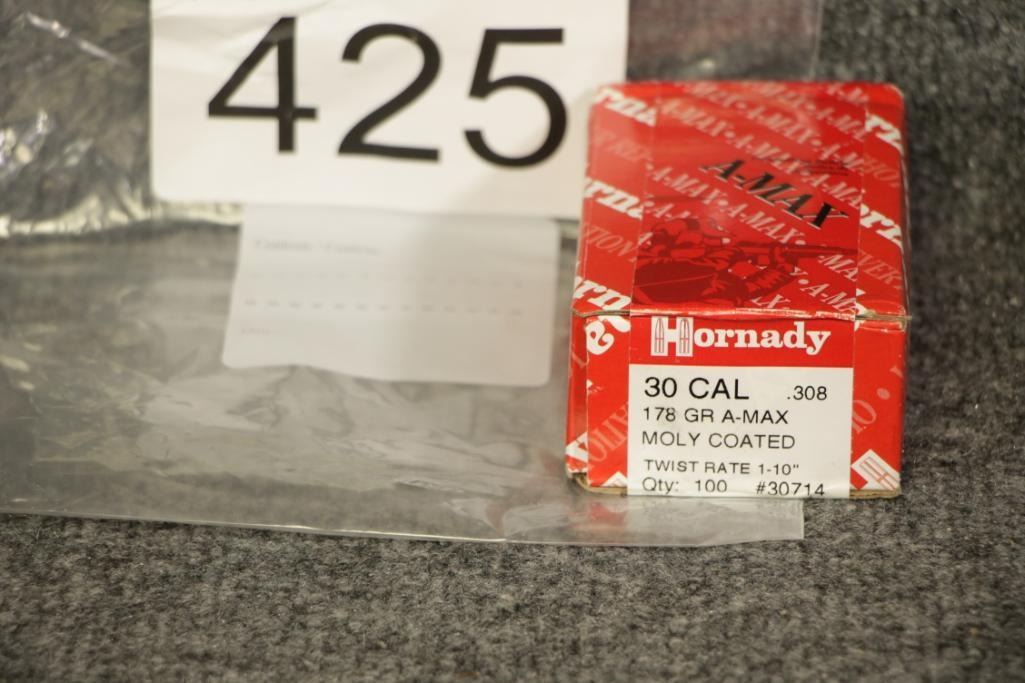 425
A-MAX
Hornady
30 CAL .308
178 GR A-MAX
MOLY COATED
TWIST RATE 1-10"
Qty: 100 #30714